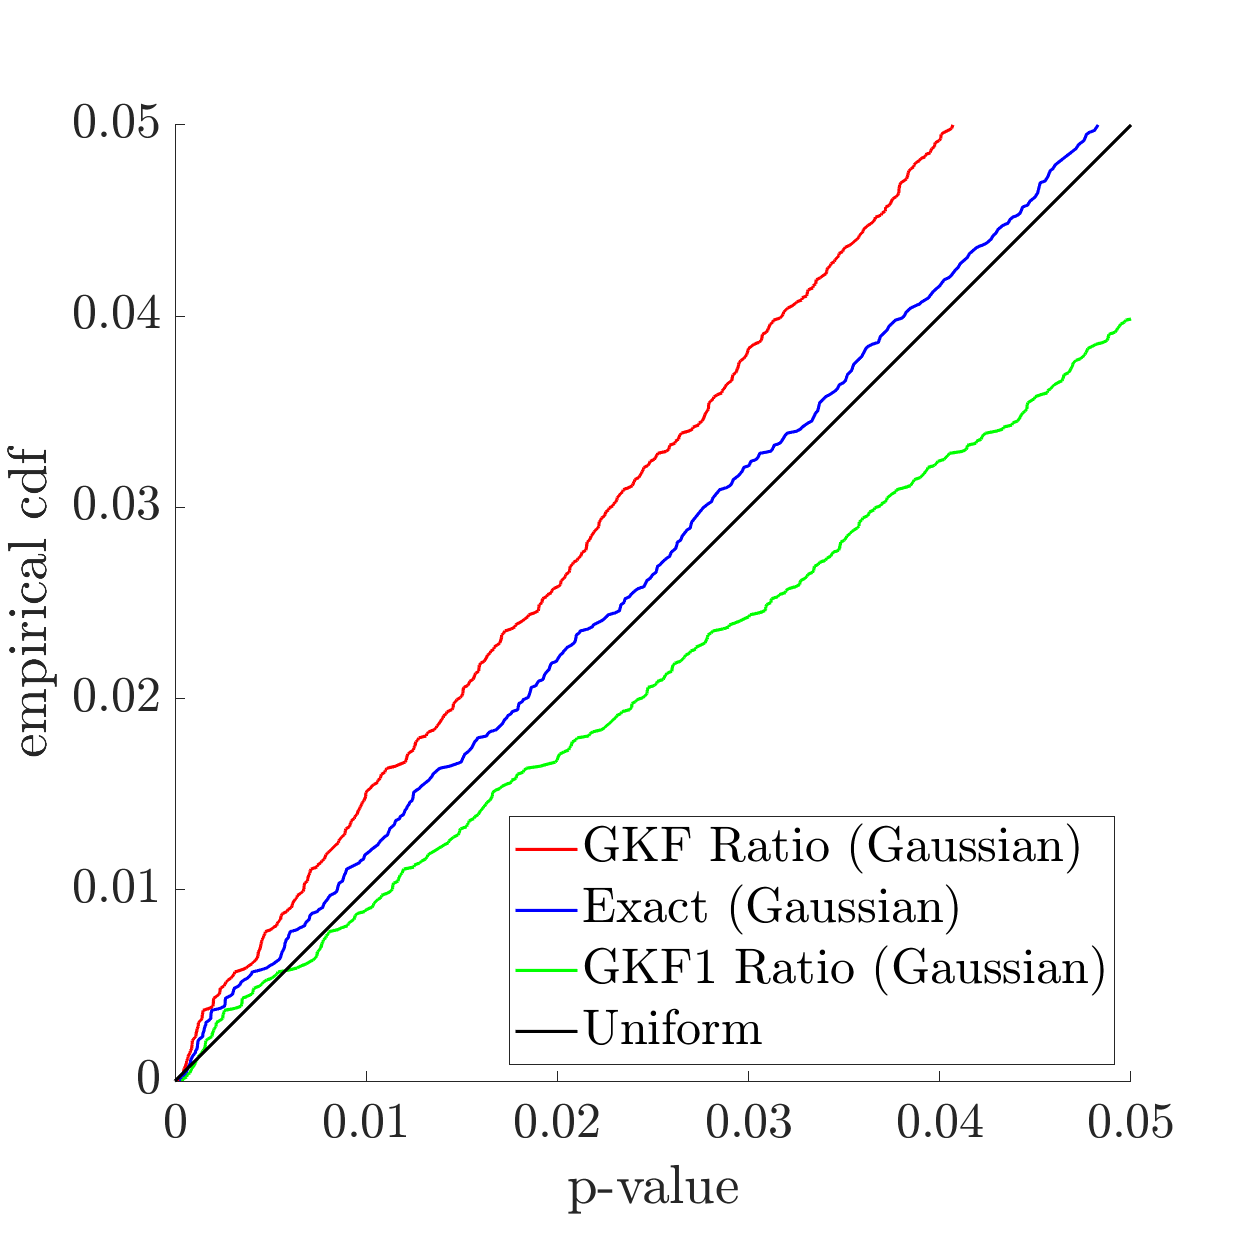 0.05
0.04
0.03
0.02
0.01
0
empirical cdf
GKF Ratio (Gaussian)
Exact (Gaussian)
GKF1 Ratio (Gaussian)
Uniform
0 0.01 0.02 0.03 0.04 0.05
p-value